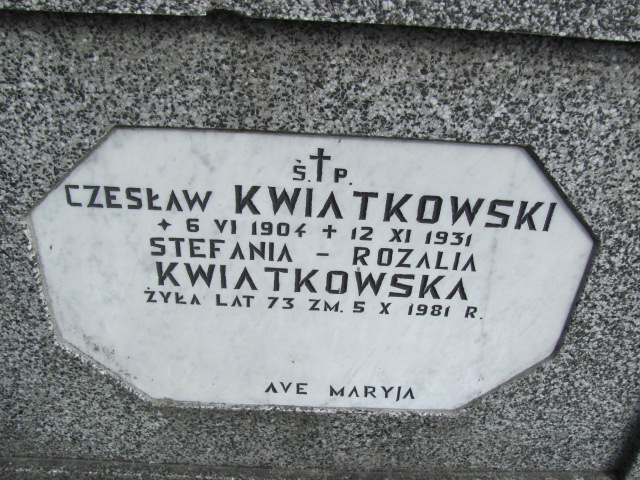 Ś.†P.
CZESŁAW KWIATKOWSKI
✦ 6 VI 1904 + 12 XI 1931
STEFANIA - ROZALIA
KWIATKOWSKA
ŻYŁA LAT 73 ZM. 5 X 1981 R.
AVE MARYJA